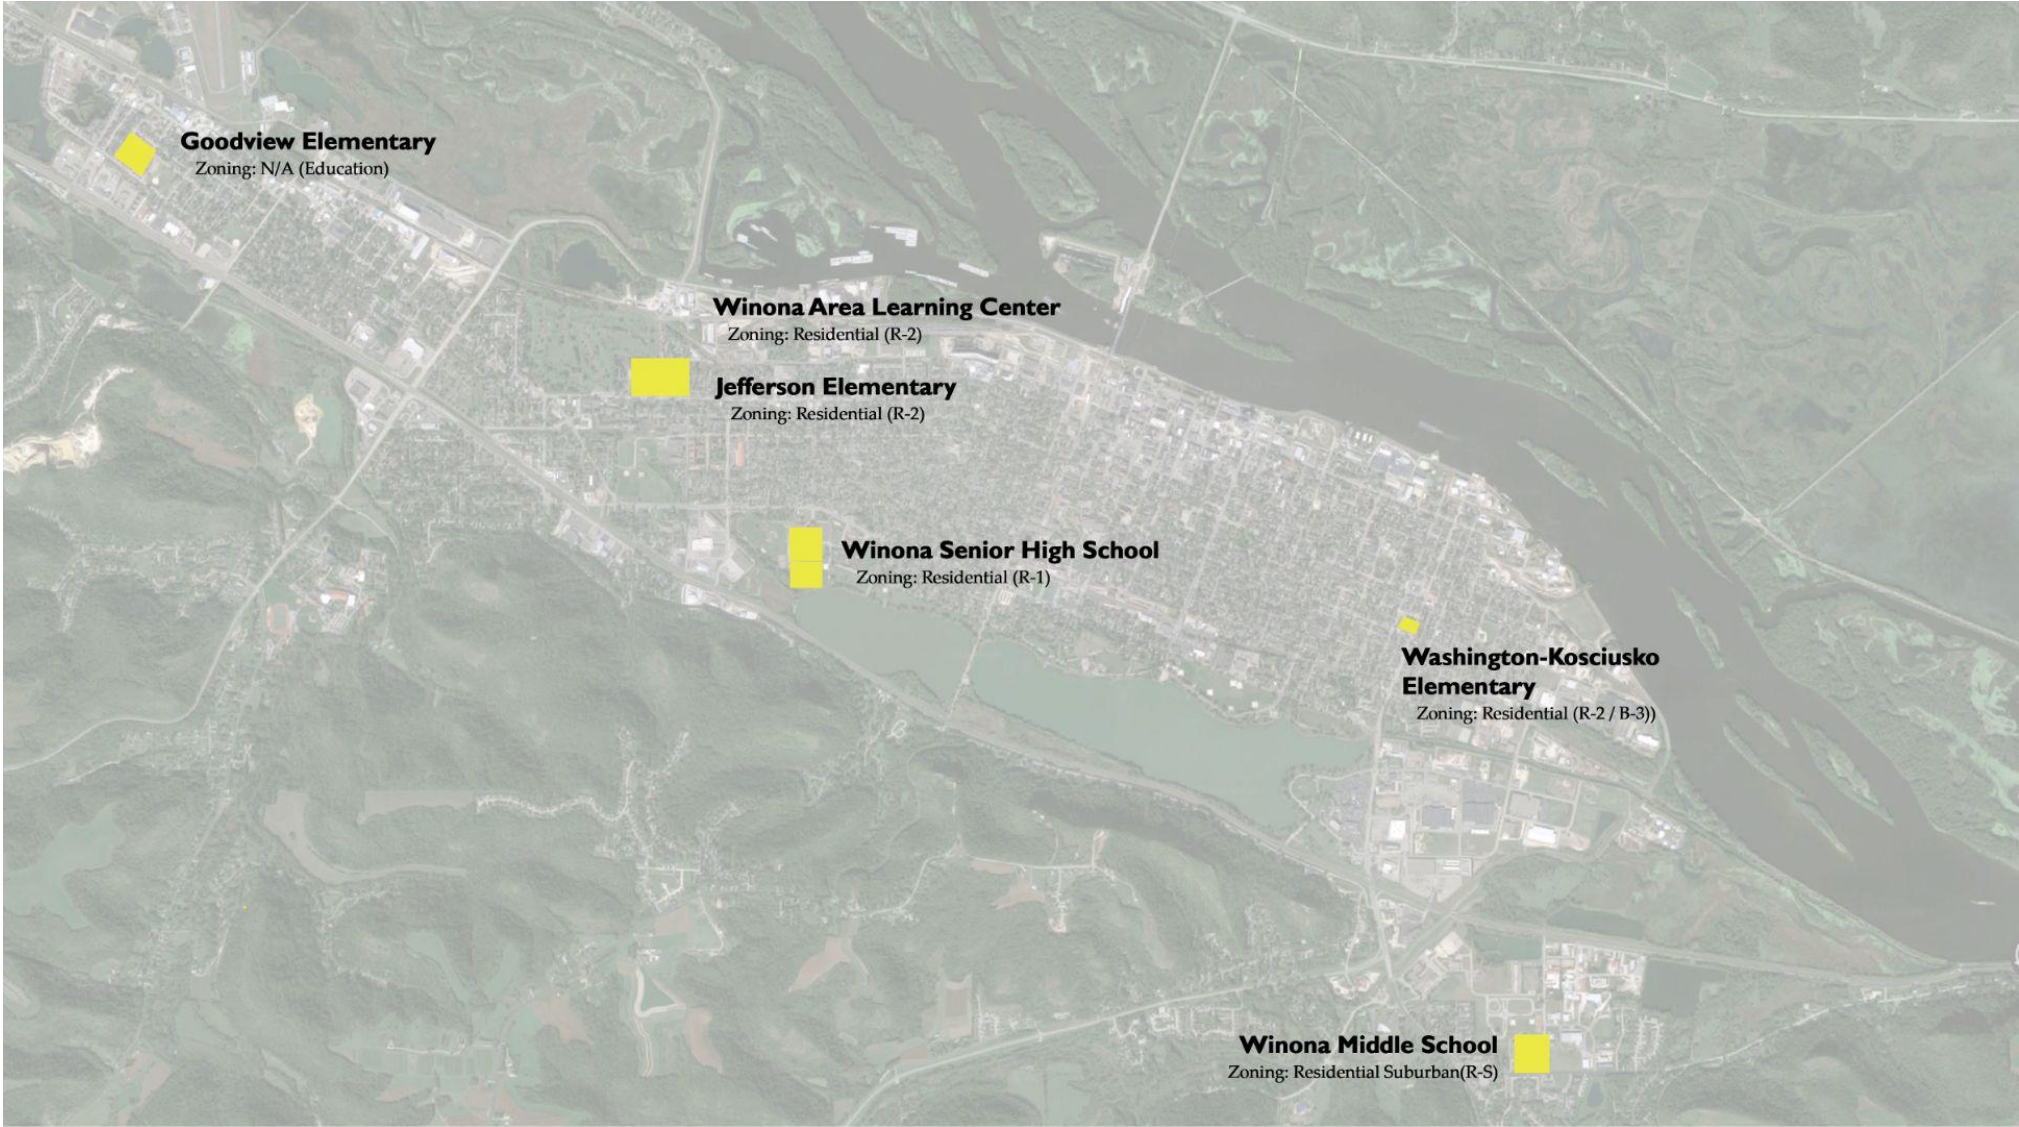 Goodview Elementary
Zoning: N/A (Education)
Winona Area Learning Center
Zoning: Residential (R-2)
Jefferson Elementary
Zoning: Residential (R-2)
Winona Senior High School
Zoning: Residential (R-1)
Washington-Kosciusko
Elementary
Zoning: Residential (R-2 / B-3))
Winona Middle School
Zoning: Residential Suburban(R-S)